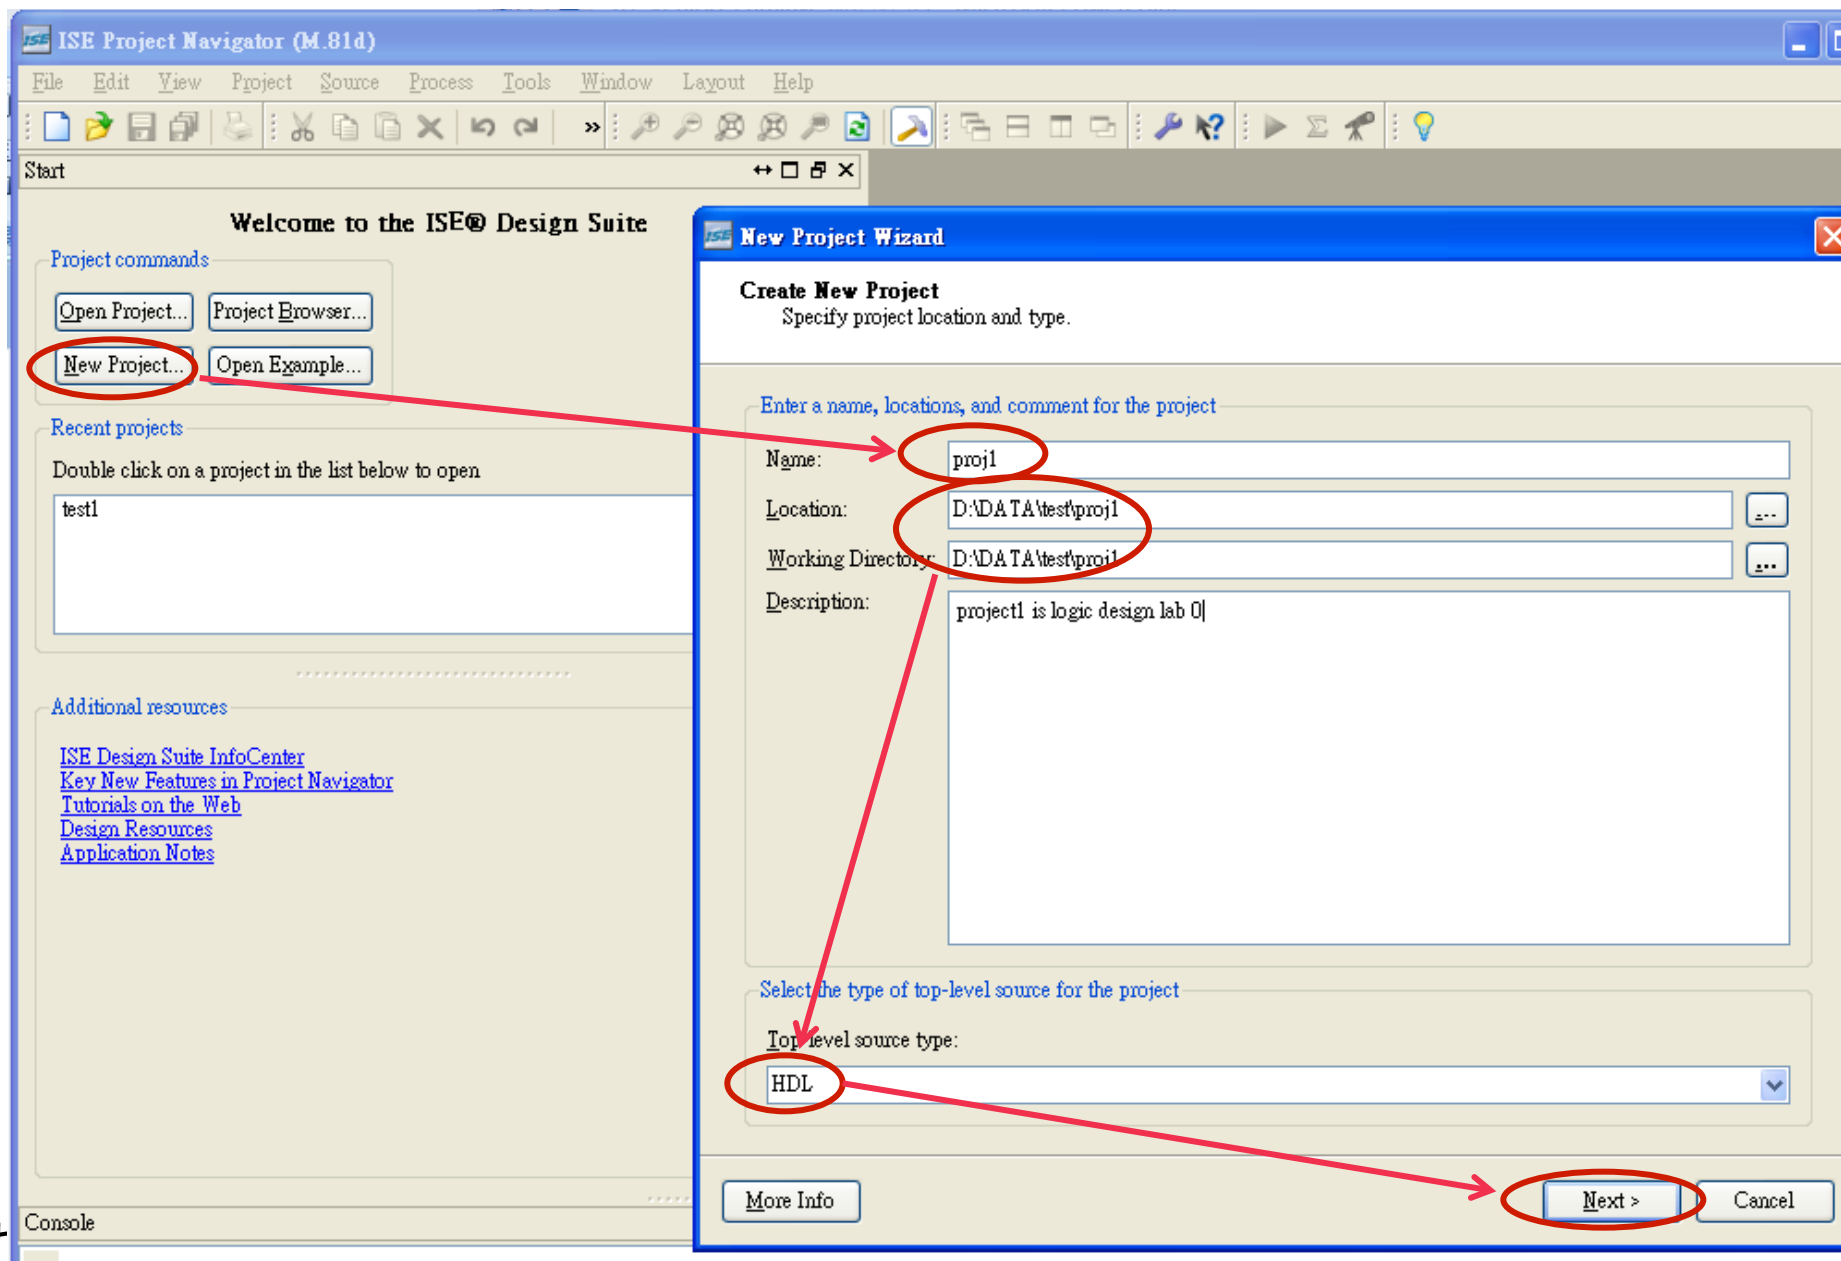 ISE ISE Project Navigator (M.81d)
File Edit View Project Source Process Tools Window Layout Help
»
Start
Welcome to the ISE® Design Suite
Project commands
Open Project... Project Browser...
New Project... Open Example...
Recent projects
Double click on a project in the list below to open
test1
Additional resources
ISE Design Suite InfoCenter
Key New Features in Project Navigator
Tutorials on the Web
Design Resources
Application Notes
Console
ISE New Project Wizard
Create New Project
Specify project location and type.
Enter a name, locations, and comment for the project
Name: proj1
Location: D:\DATA\test\proj1 ...
Working Directory: D:\DATA\test\proj1 ...
Description: project1 is logic design lab 0
Select the type of top-level source for the project
Top-level source type:
HDL
More Info Next > Cancel